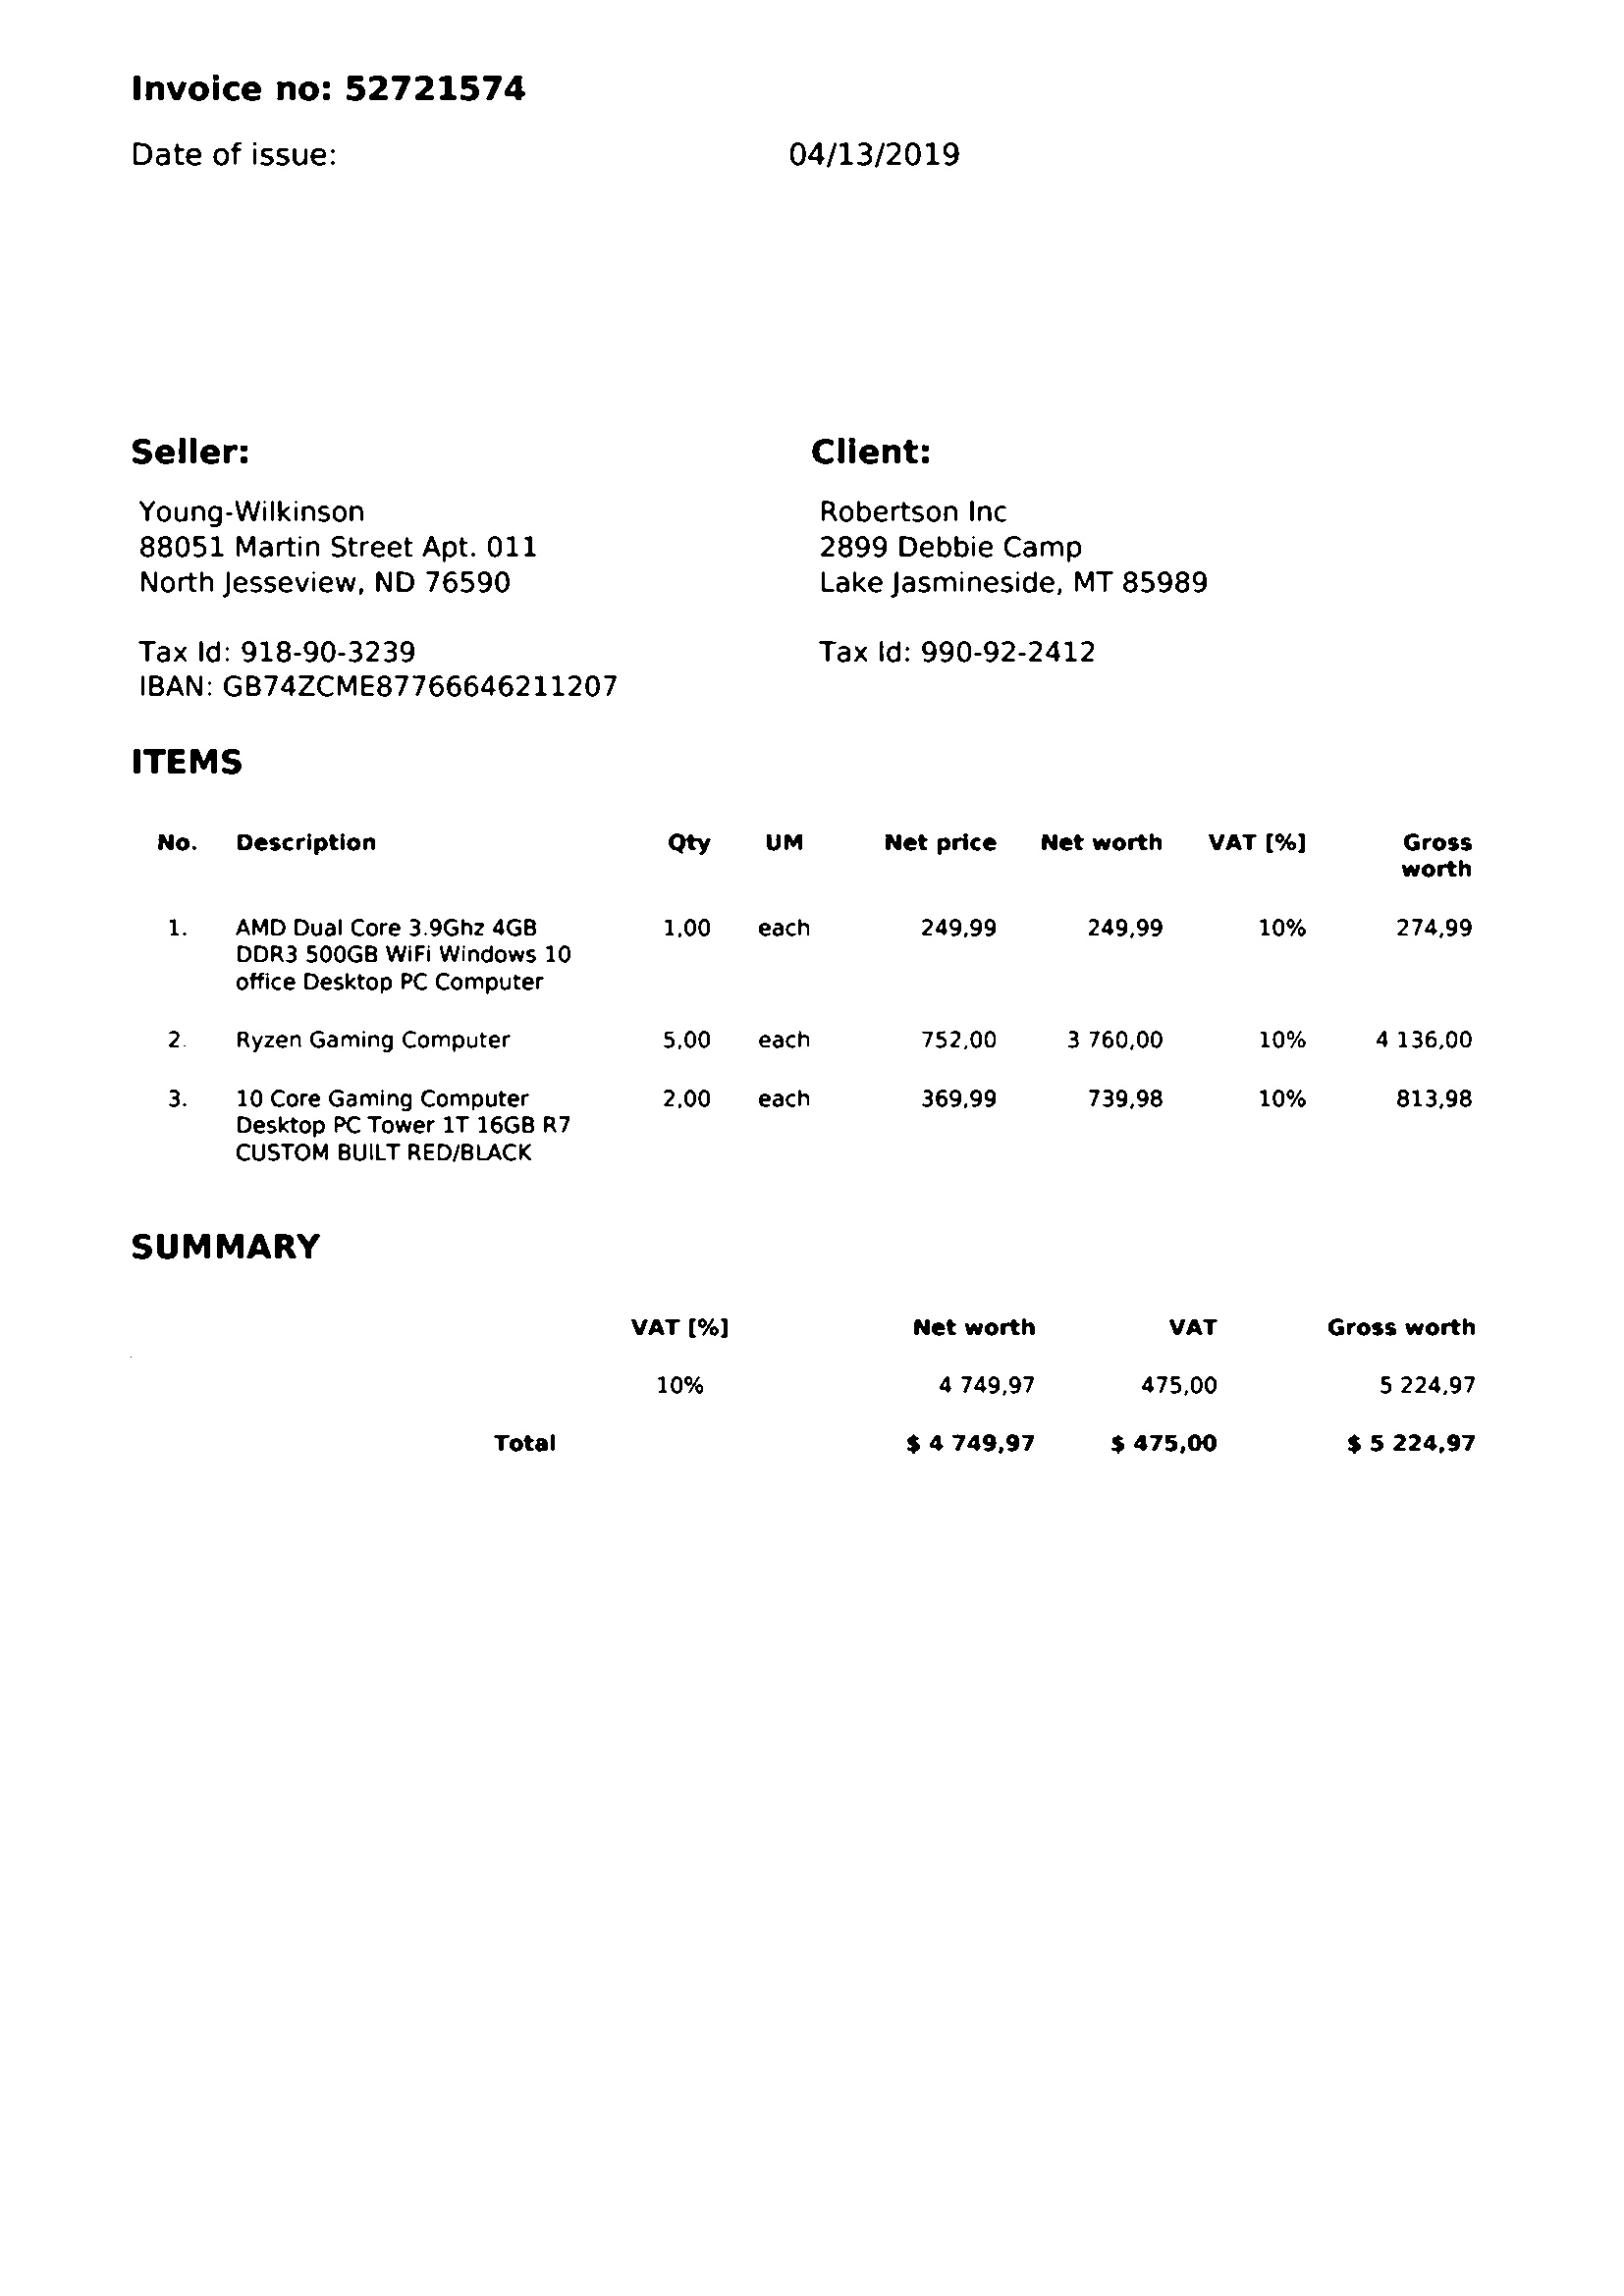 Invoice no: 52721574
Date of issue: 04/13/2019
Seller: Client:
Young-Wilkinson Robertson Inc
88051 Martin Street Apt. 011 2899 Debbie Camp
North Jesseview, ND 76590 Lake Jasmineside, MT 85989
Tax Id: 918-90-3239 Tax Id: 990-92-2412
IBAN: GB74ZCME87766646211207
ITEMS
No. Description Qty UM Net price Net worth VAT [%] Gross
worth
1. AMD Dual Core 3.9Ghz 4GB 1,00 each 249,99 249,99 10% 274,99
DDR3 500GB WiFi Windows 10
office Desktop PC Computer
2. Ryzen Gaming Computer 5,00 each 752,00 3 760,00 10% 4 136,00
3. 10 Core Gaming Computer 2,00 each 369,99 739,98 10% 813,98
Desktop PC Tower 1T 16GB R7
CUSTOM BUILT RED/BLACK
SUMMARY
VAT [%] Net worth VAT Gross worth
10% 4 749,97 475,00 5 224,97
Total $ 4 749,97 $ 475,00 $ 5 224,97